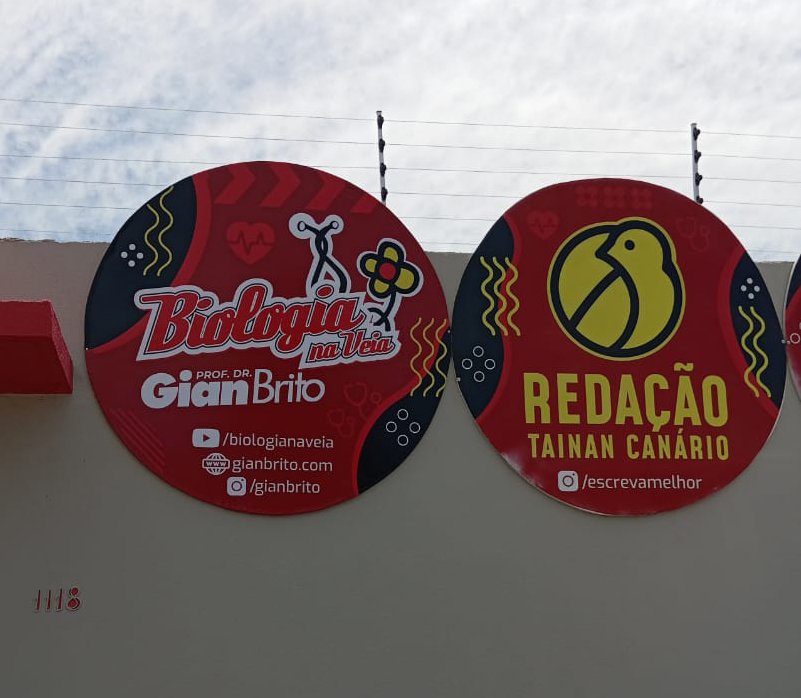 Biologia
na Veia
PROF. DR.
Gian Brito
/biologianaveia
gianbrito.com
/gianbrito
REDAÇÃO
TAINAN CANÁRIO
/escrevamelhor
1118